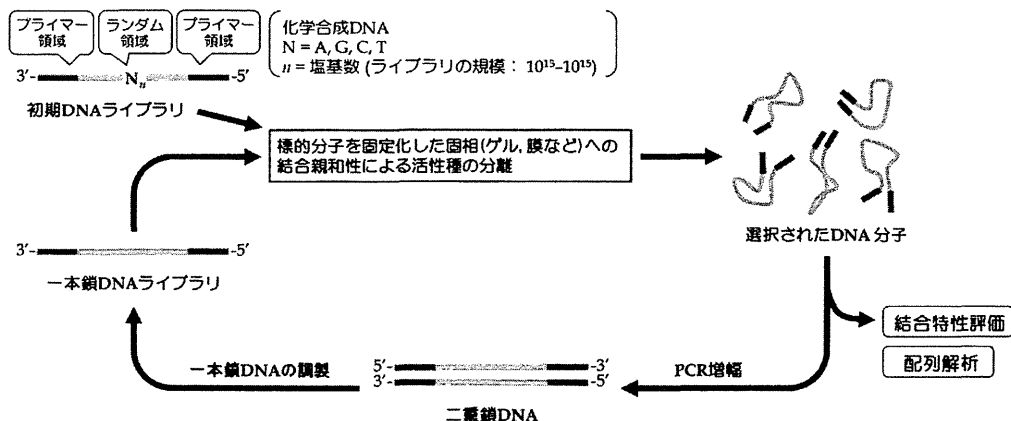 プライマー
領域
ランダム
領域
プライマー
領域
化学合成DNA
N = A, G, C, T
n = 塩基数 (ライブラリの規模： 10¹⁵–10¹⁵)
3′- Nₙ -5′
初期DNAライブラリ
標的分子を固定化した固相(ゲル, 膜など)への
結合親和性による活性種の分離
選択されたDNA 分子
3′- -5′
一本鎖DNAライブラリ
結合特性評価
配列解析
一本鎖DNAの調製
5′- -3′
3′- -5′
PCR増幅
二重鎖DNA